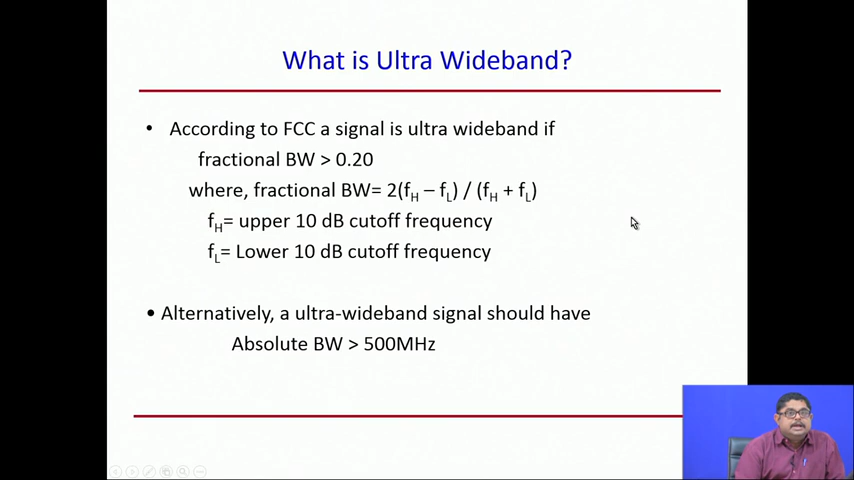 What is Ultra Wideband?
• According to FCC a signal is ultra wideband if
fractional BW > 0.20
where, fractional BW= 2(fH – fL) / (fH + fL)
fH= upper 10 dB cutoff frequency
fL= Lower 10 dB cutoff frequency
• Alternatively, a ultra-wideband signal should have
Absolute BW > 500MHz